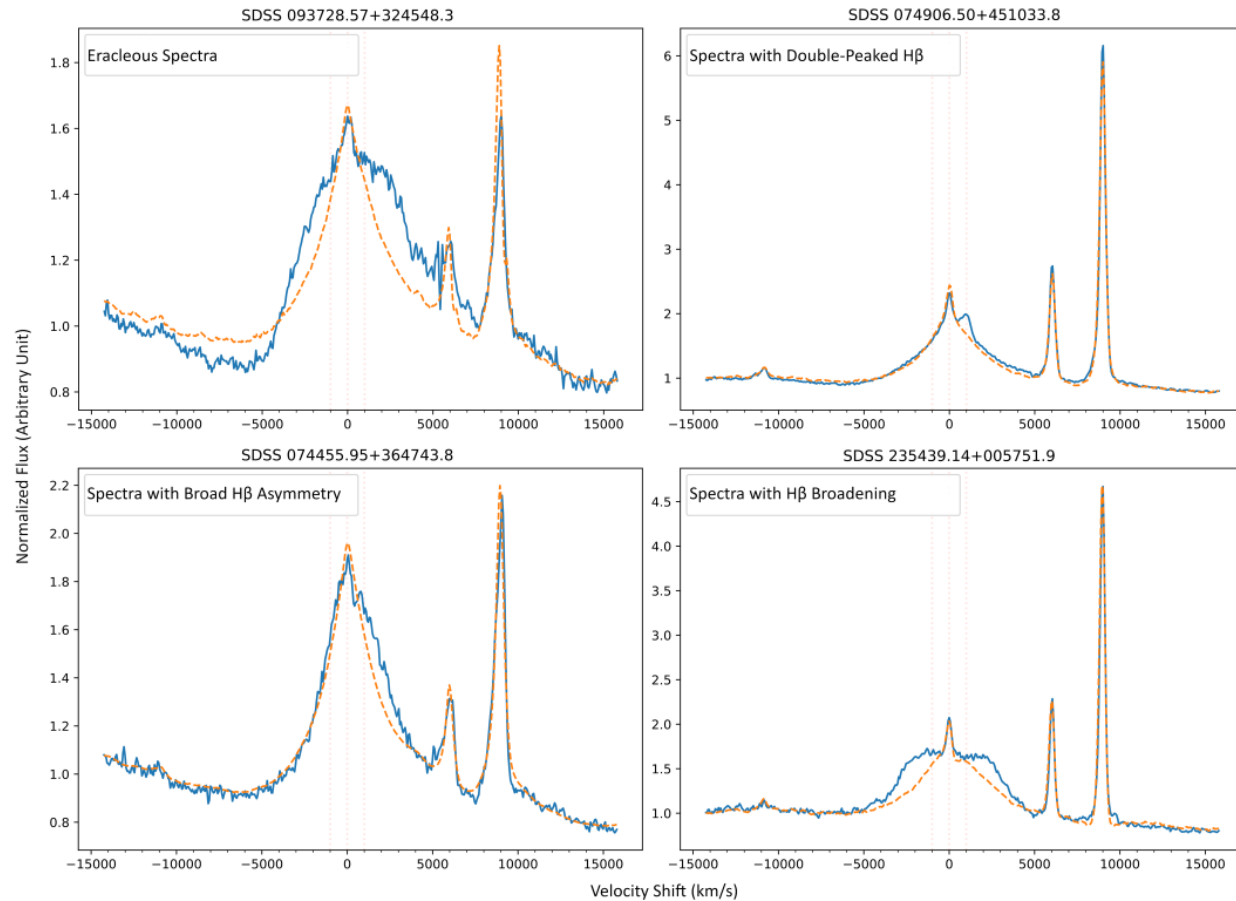 SDSS 093728.57+324548.3
SDSS 074906.50+451033.8
Eracleous Spectra
Spectra with Double-Peaked Hβ
1.8
1.6
1.4
1.2
1.0
0.8
6
5
4
3
2
1
−15000 −10000 −5000 0 5000 10000 15000
−15000 −10000 −5000 0 5000 10000 15000
Normalized Flux (Arbitrary Unit)
SDSS 074455.95+364743.8
SDSS 235439.14+005751.9
Spectra with Broad Hβ Asymmetry
Spectra with Hβ Broadening
2.2
2.0
1.8
1.6
1.4
1.2
1.0
0.8
4.5
4.0
3.5
3.0
2.5
2.0
1.5
1.0
−15000 −10000 −5000 0 5000 10000 15000
−15000 −10000 −5000 0 5000 10000 15000
Velocity Shift (km/s)